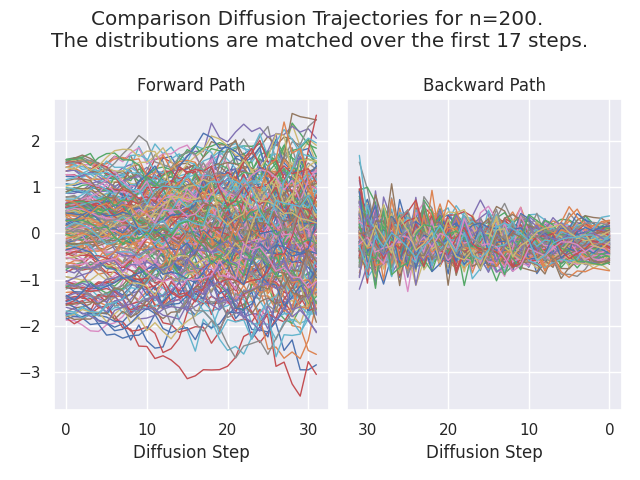 Comparison Diffusion Trajectories for n=200.
The distributions are matched over the first 17 steps.
Forward Path
Backward Path
2
1
0
−1
−2
−3
0 10 20 30
30 20 10 0
Diffusion Step
Diffusion Step